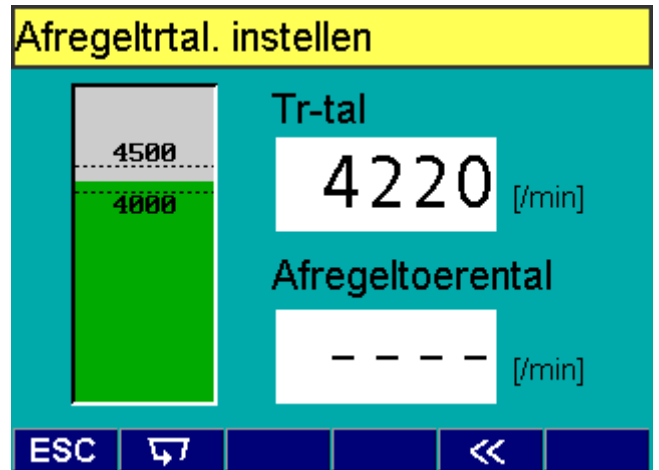 Afregeltrtal. instellen
Tr-tal
4500
4220 [/min]
4000
Afregeltoerental
---- [/min]
ESC <<